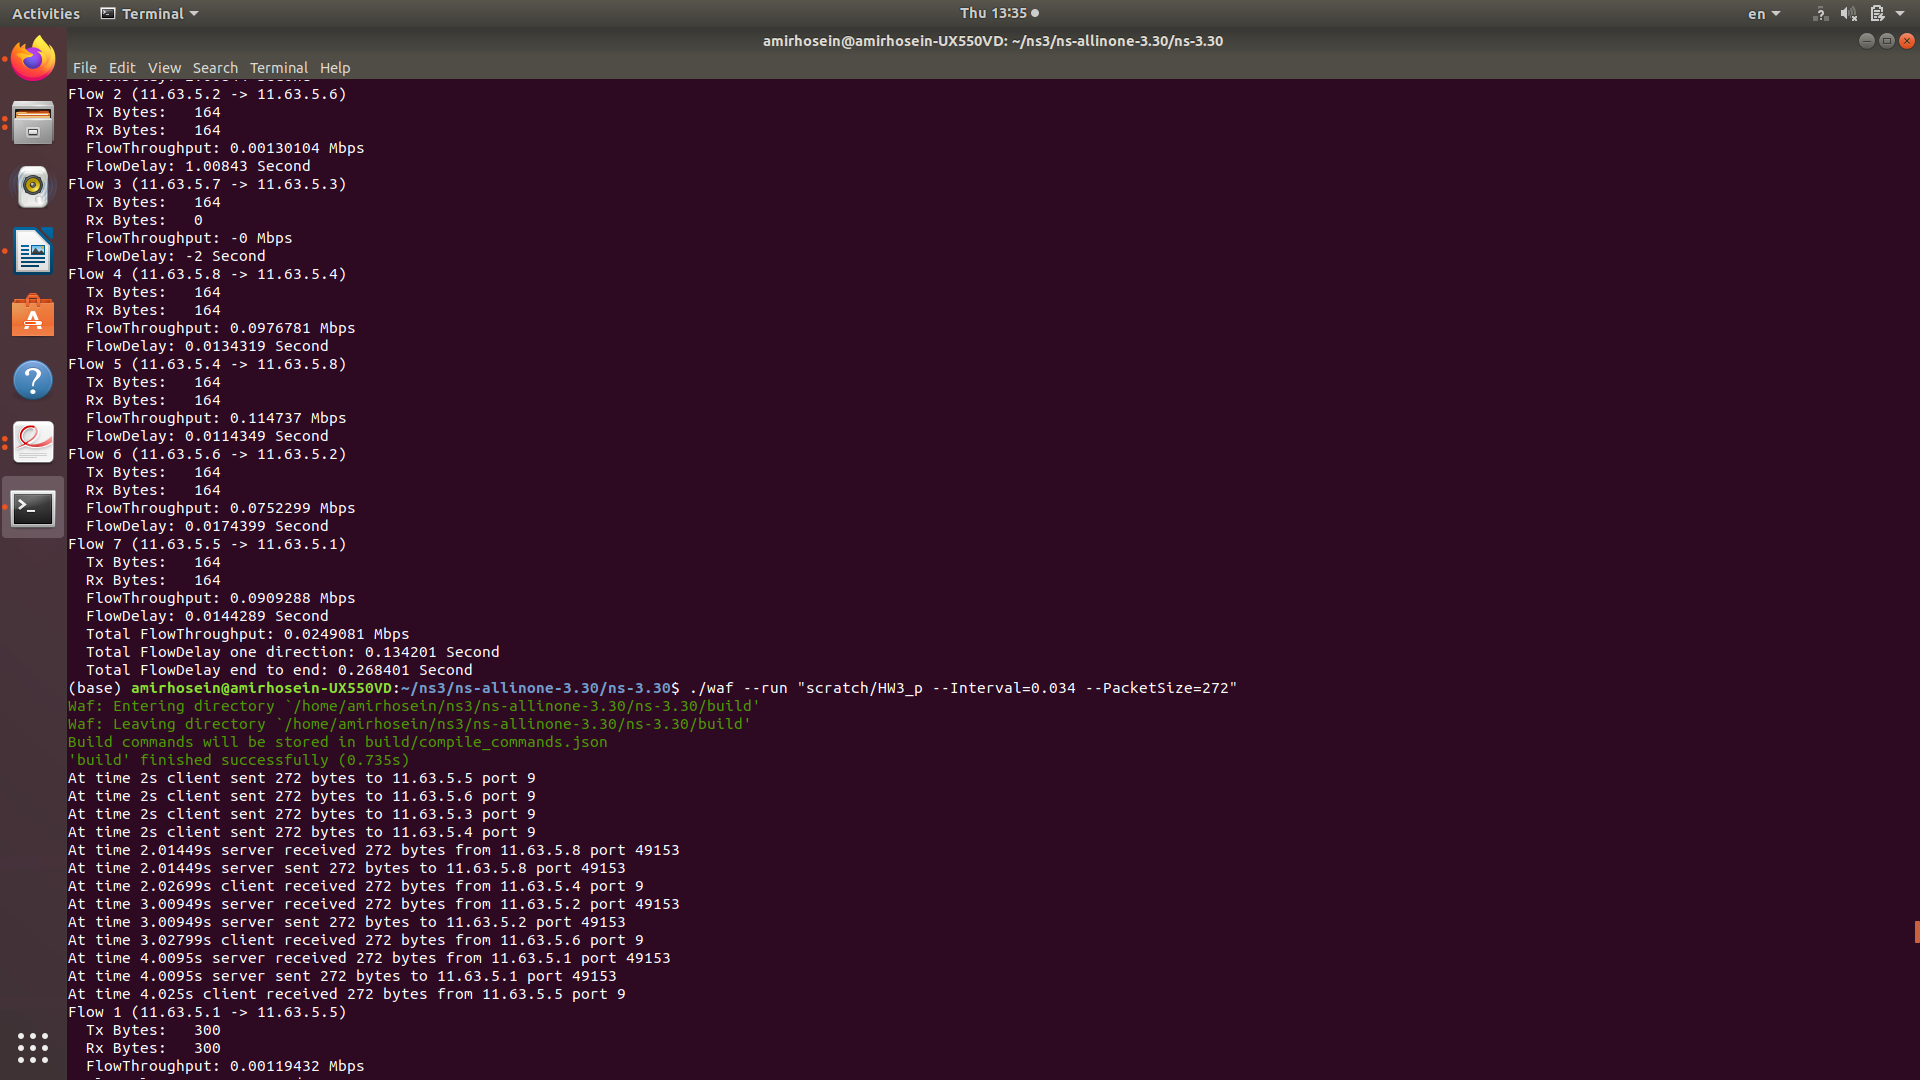 Activities
Terminal
Thu 13:35
en
amirhosein@amirhosein-UX550VD: ~/ns3/ns-allinone-3.30/ns-3.30
File Edit View Search Terminal Help
Flow 2 (11.63.5.2 -> 11.63.5.6)
  Tx Bytes:   164
  Rx Bytes:   164
  FlowThroughput: 0.00130104 Mbps
  FlowDelay: 1.00843 Second
Flow 3 (11.63.5.7 -> 11.63.5.3)
  Tx Bytes:   164
  Rx Bytes:   0
  FlowThroughput: -0 Mbps
  FlowDelay: -2 Second
Flow 4 (11.63.5.8 -> 11.63.5.4)
  Tx Bytes:   164
  Rx Bytes:   164
  FlowThroughput: 0.0976781 Mbps
  FlowDelay: 0.0134319 Second
Flow 5 (11.63.5.4 -> 11.63.5.8)
  Tx Bytes:   164
  Rx Bytes:   164
  FlowThroughput: 0.114737 Mbps
  FlowDelay: 0.0114349 Second
Flow 6 (11.63.5.6 -> 11.63.5.2)
  Tx Bytes:   164
  Rx Bytes:   164
  FlowThroughput: 0.0752299 Mbps
  FlowDelay: 0.0174399 Second
Flow 7 (11.63.5.5 -> 11.63.5.1)
  Tx Bytes:   164
  Rx Bytes:   164
  FlowThroughput: 0.0909288 Mbps
  FlowDelay: 0.0144289 Second
  Total FlowThroughput: 0.0249081 Mbps
  Total FlowDelay one direction: 0.134201 Second
  Total FlowDelay end to end: 0.268401 Second
(base) amirhosein@amirhosein-UX550VD:~/ns3/ns-allinone-3.30/ns-3.30$ ./waf --run "scratch/HW3_p --Interval=0.034 --PacketSize=272"
Waf: Entering directory `/home/amirhosein/ns3/ns-allinone-3.30/ns-3.30/build'
Waf: Leaving directory `/home/amirhosein/ns3/ns-allinone-3.30/ns-3.30/build'
Build commands will be stored in build/compile_commands.json
'build' finished successfully (0.735s)
At time 2s client sent 272 bytes to 11.63.5.5 port 9
At time 2s client sent 272 bytes to 11.63.5.6 port 9
At time 2s client sent 272 bytes to 11.63.5.3 port 9
At time 2s client sent 272 bytes to 11.63.5.4 port 9
At time 2.01449s server received 272 bytes from 11.63.5.8 port 49153
At time 2.01449s server sent 272 bytes to 11.63.5.8 port 49153
At time 2.02699s client received 272 bytes from 11.63.5.4 port 9
At time 3.00949s server received 272 bytes from 11.63.5.2 port 49153
At time 3.00949s server sent 272 bytes to 11.63.5.2 port 49153
At time 3.02799s client received 272 bytes from 11.63.5.6 port 9
At time 4.0095s server received 272 bytes from 11.63.5.1 port 49153
At time 4.0095s server sent 272 bytes to 11.63.5.1 port 49153
At time 4.025s client received 272 bytes from 11.63.5.5 port 9
Flow 1 (11.63.5.1 -> 11.63.5.5)
  Tx Bytes:   300
  Rx Bytes:   300
  FlowThroughput: 0.00119432 Mbps